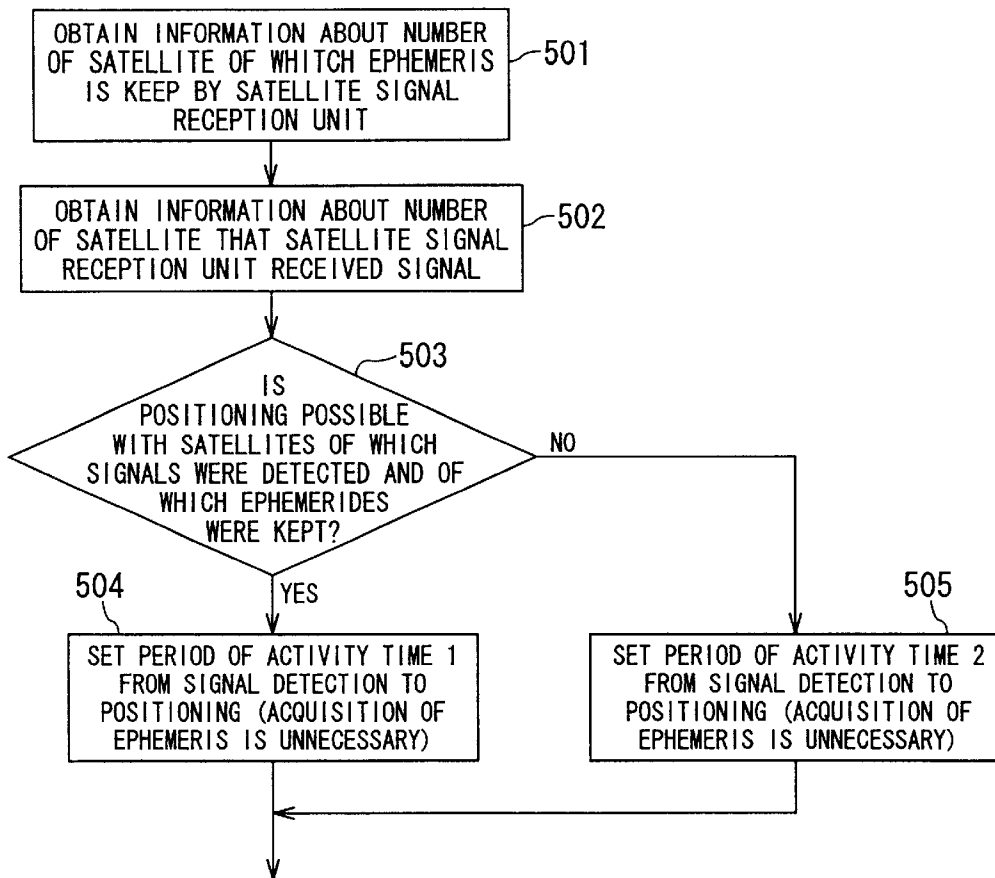 OBTAIN INFORMATION ABOUT NUMBER
OF SATELLITE OF WHITCH EPHEMERIS
IS KEEP BY SATELLITE SIGNAL
RECEPTION UNIT
501
OBTAIN INFORMATION ABOUT NUMBER
OF SATELLITE THAT SATELLITE SIGNAL
RECEPTION UNIT RECEIVED SIGNAL
502
503
IS
POSITIONING POSSIBLE
WITH SATELLITES OF WHICH
SIGNALS WERE DETECTED AND OF
WHICH EPHEMERIDES
WERE KEPT?
NO
YES
504
SET PERIOD OF ACTIVITY TIME 1
FROM SIGNAL DETECTION TO
POSITIONING (ACQUISITION OF
EPHEMERIS IS UNNECESSARY)
505
SET PERIOD OF ACTIVITY TIME 2
FROM SIGNAL DETECTION TO
POSITIONING (ACQUISITION OF
EPHEMERIS IS UNNECESSARY)